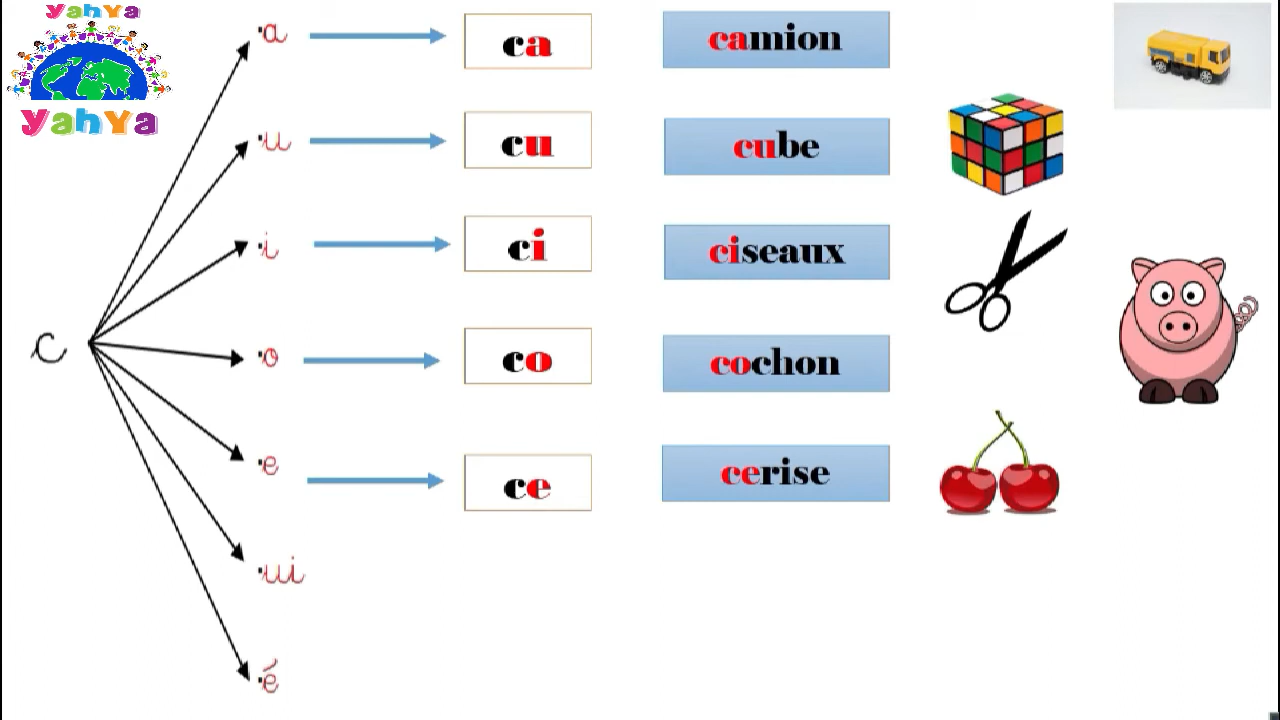 yahya
yahya
a ca camion
u cu cube
i ci ciseaux
c
o co cochon
e ce cerise
ui
é